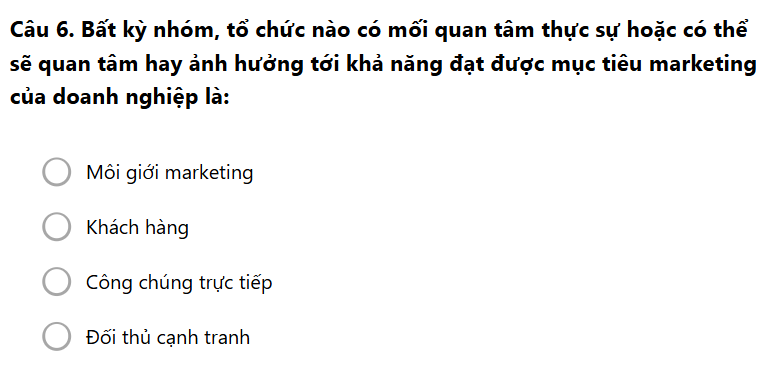 Câu 6. Bất kỳ nhóm, tổ chức nào có mối quan tâm thực sự hoặc có thể
sẽ quan tâm hay ảnh hưởng tới khả năng đạt được mục tiêu marketing
của doanh nghiệp là:
Môi giới marketing
Khách hàng
Công chúng trực tiếp
Đối thủ cạnh tranh